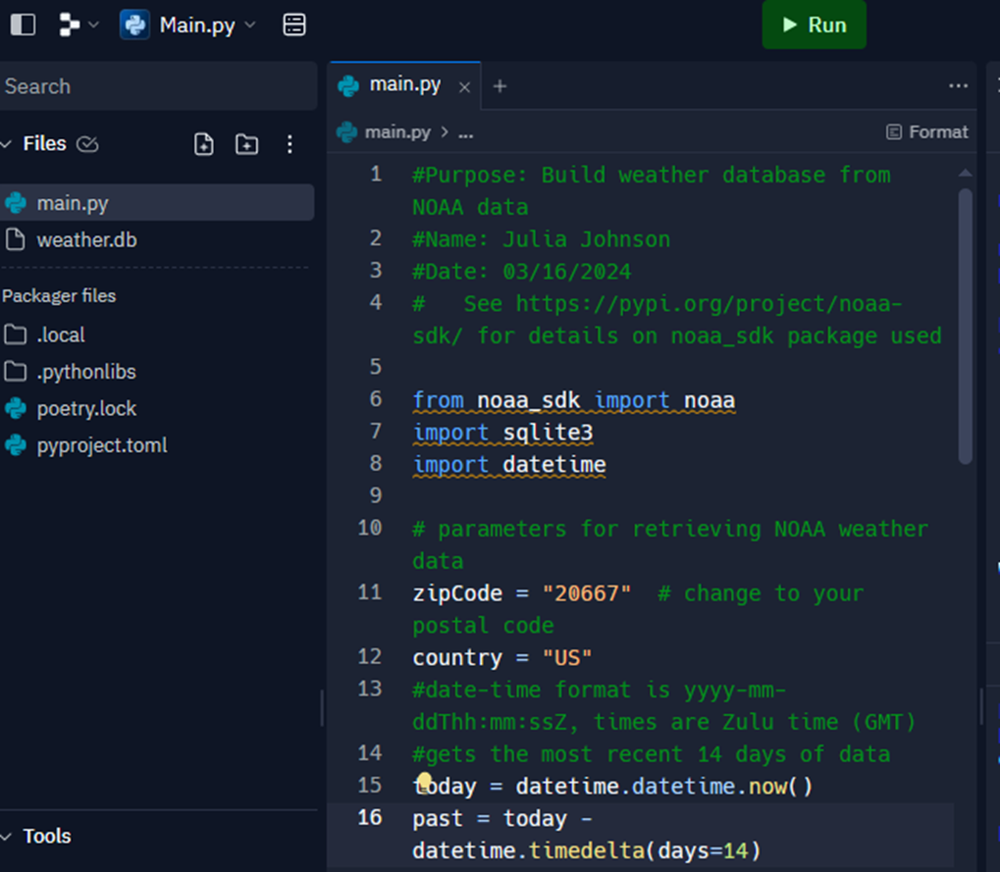 Main.py
Run
Search
main.py
main.py > ...
Format
Files
main.py
weather.db
Packager files
.local
.pythonlibs
poetry.lock
pyproject.toml
Tools
1 #Purpose: Build weather database from
NOAA data
2 #Name: Julia Johnson
3 #Date: 03/16/2024
4 #   See https://pypi.org/project/noaa-
sdk/ for details on noaa_sdk package used
5
6 from noaa_sdk import noaa
7 import sqlite3
8 import datetime
9
10 # parameters for retrieving NOAA weather
data
11 zipCode = "20667"  # change to your
postal code
12 country = "US"
13 #date-time format is yyyy-mm-
ddThh:mm:ssZ, times are Zulu time (GMT)
14 #gets the most recent 14 days of data
15 today = datetime.datetime.now()
16 past = today -
datetime.timedelta(days=14)